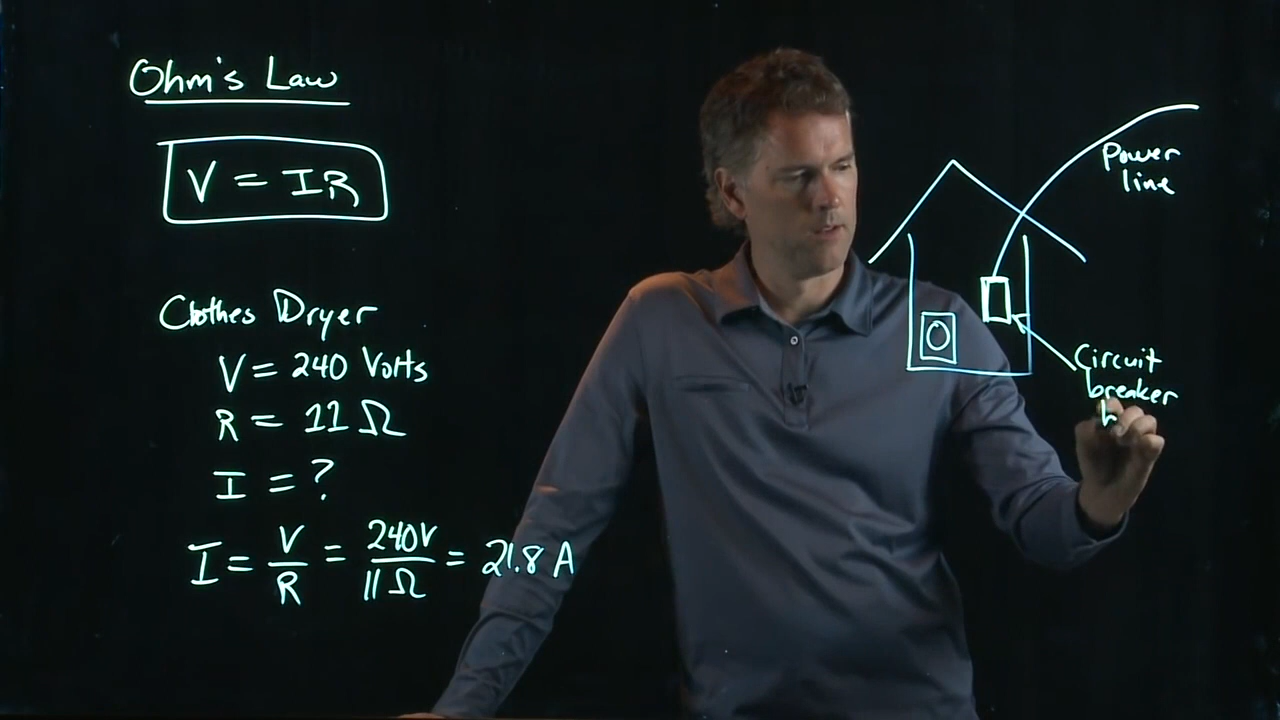 Ohm's Law
V = IR
Clothes Dryer
V = 240 Volts
R = 11 Ω
I = ?
I = V/R = 240V/11Ω = 21.8 A
Power
line
Circuit
breaker
b